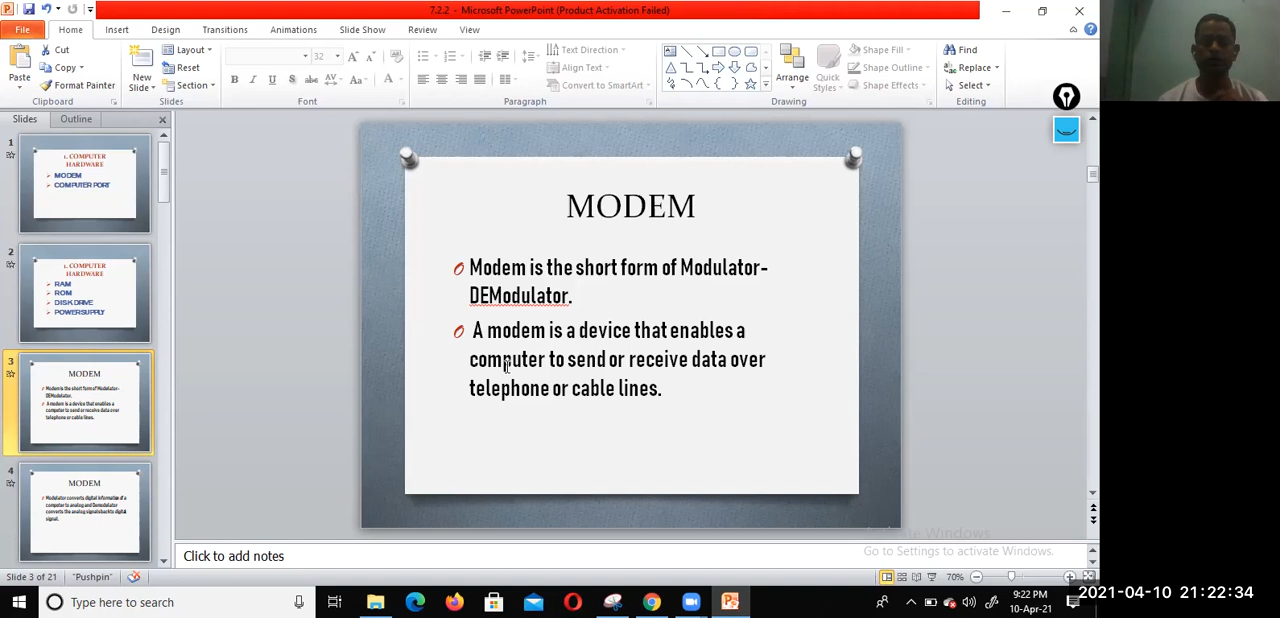 7.2.2 - Microsoft PowerPoint (Product Activation Failed)
File Home Insert Design Transitions Animations Slide Show Review View
Paste
Cut
Copy
Format Painter
Clipboard
New Slide
Layout
Reset
Section
Slides
32
B I U S abc AV Aa A
Font
Text Direction
Align Text
Convert to SmartArt
Paragraph
Arrange
Quick Styles
Shape Fill
Shape Outline
Shape Effects
Drawing
Find
Replace
Select
Editing
Slides Outline
1
1. COMPUTER
HARDWARE
MODEM
COMPUTER PORT
2
1. COMPUTER
HARDWARE
RAM
ROM
DISK DRIVE
POWERSUPPLY
3
MODEM
Modem is the short form of Modulator-
DEModulator.
A modem is a device that enables a
computer to send or receive data over
telephone or cable lines.
4
MODEM
Modulator converts digital information of a
computer to analog and Demodulator
converts the analog signals back to digital
signal.
MODEM
Modem is the short form of Modulator-
DEModulator.
A modem is a device that enables a
computer to send or receive data over
telephone or cable lines.
Windows
Go to Settings to activate Windows.
Click to add notes
Slide 3 of 21 "Pushpin" 70%
Type here to search
9:22 PM
10-Apr-21
2021-04-10 21:22:34